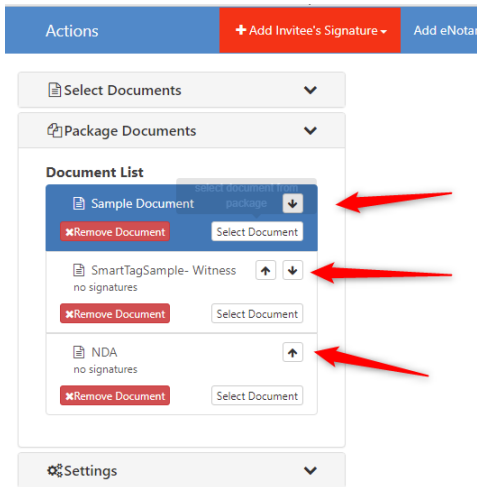 Actions
Add Invitee's Signature
Add eNotar
Select Documents
Package Documents
Document List
select document from
package
Sample Document
Remove Document
Select Document
SmartTagSample- Witness
no signatures
Remove Document
Select Document
NDA
no signatures
Remove Document
Select Document
Settings